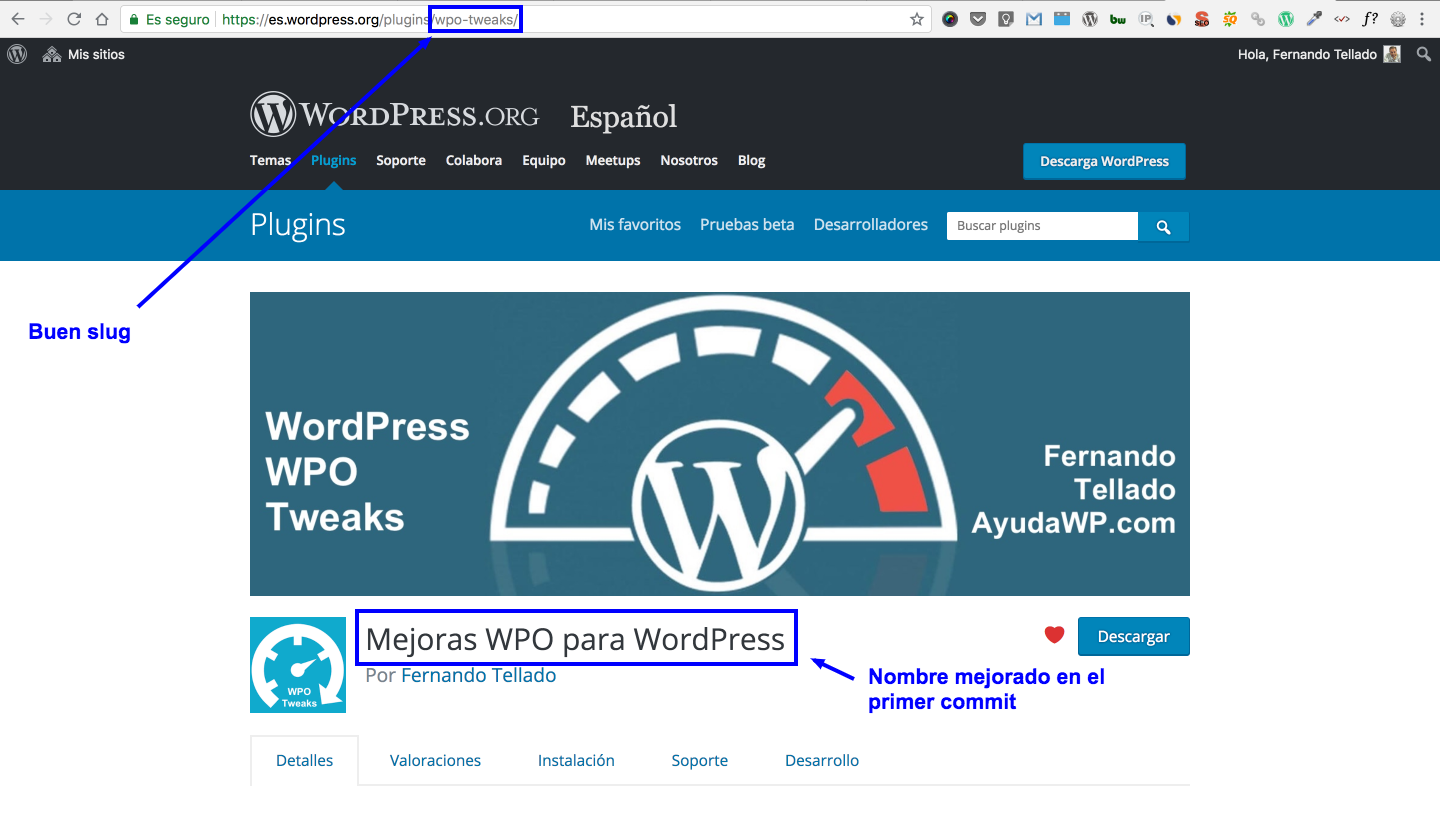 Es seguro https://es.wordpress.org/plugins/wpo-tweaks/
Mis sitios
Hola, Fernando Tellado
WORDPRESS.ORG Español
Temas Plugins Soporte Colabora Equipo Meetups Nosotros Blog
Descarga WordPress
Plugins
Mis favoritos Pruebas beta Desarrolladores Buscar plugins
Buen slug
WordPress
WPO
Tweaks
Fernando
Tellado
AyudaWP.com
WPO
Tweaks
Mejoras WPO para WordPress
Descargar
Por Fernando Tellado
Nombre mejorado en el
primer commit
Detalles Valoraciones Instalación Soporte Desarrollo